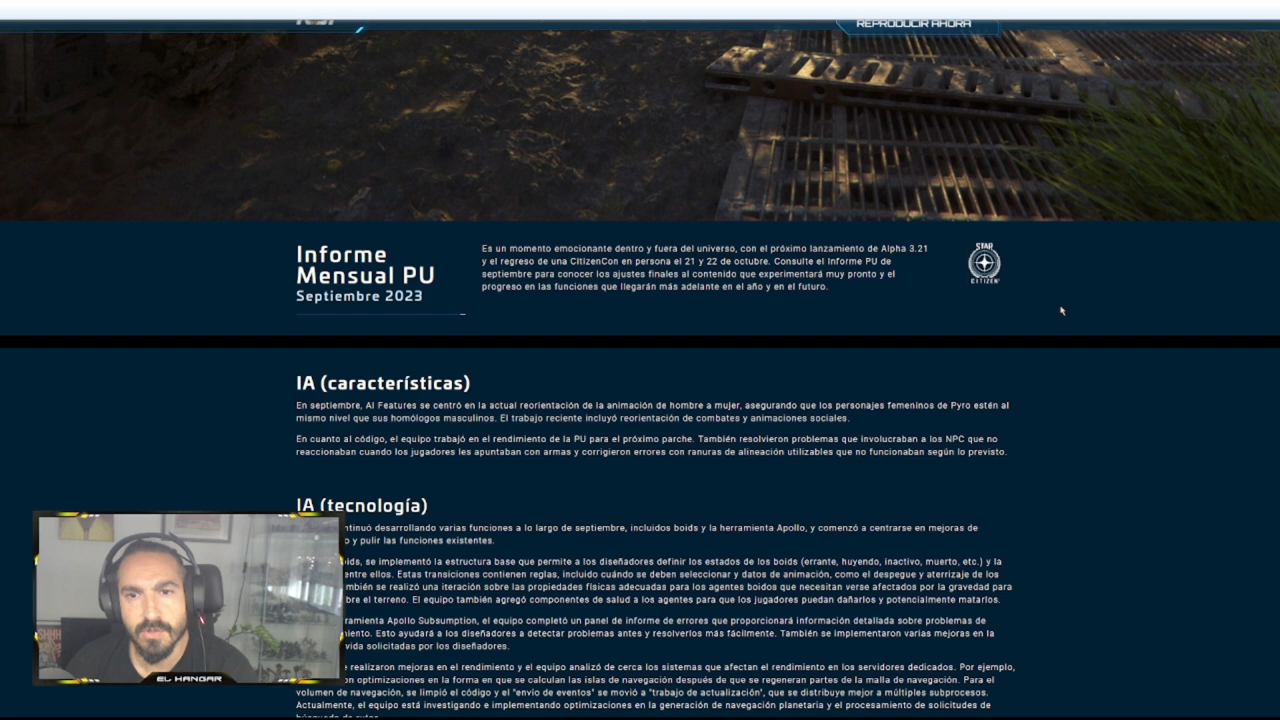 REPRODUCIR AHORA
Informe
Mensual PU
Septiembre 2023
Es un momento emocionante dentro y fuera del universo, con el próximo lanzamiento de Alpha 3.21
y el regreso de una CitizenCon en persona el 21 y 22 de octubre. Consulte el Informe PU de
septiembre para conocer los ajustes finales al contenido que experimentará muy pronto y el
progreso en las funciones que llegarán más adelante en el año y en el futuro.
STAR
CITIZEN
IA (características)
En septiembre, AI Features se centró en la actual reorientación de la animación de hombre a mujer, asegurando que los personajes femeninos de Pyro estén al
mismo nivel que sus homólogos masculinos. El trabajo reciente incluyó reorientación de combates y animaciones sociales.
En cuanto al código, el equipo trabajó en el rendimiento de la PU para el próximo parche. También resolvieron problemas que involucraban a los NPC que no
reaccionaban cuando los jugadores les apuntaban con armas y corrigieron errores con ranuras de alineación utilizables que no funcionaban según lo previsto.
IA (tecnología)
desarrollando varias funciones a lo largo de septiembre, incluidos boids y la herramienta Apollo, y comenzó a centrarse en mejoras de
o y pulir las funciones existentes.
se implementó la estructura base que permite a los diseñadores definir los estados de los boids (errante, huyendo, inactivo, muerto, etc.) y la
entre ellos. Estas transiciones contienen reglas, incluido cuándo se deben seleccionar y datos de animación, como el despegue y aterrizaje de los
se realizó una iteración sobre las propiedades físicas adecuadas para los agentes boidos que necesitan verse afectados por la gravedad para
el terreno. El equipo también agregó componentes de salud a los agentes para que los jugadores puedan dañarlos y potencialmente matarlos.
Apollo Subsumption, el equipo completó un panel de informe de errores que proporcionará información detallada sobre problemas de
Esto ayudará a los diseñadores a detectar problemas antes y resolverlos más fácilmente. También se implementaron varias mejoras en la
vida solicitadas por los diseñadores.
e realizaron mejoras en el rendimiento y el equipo analizó de cerca los sistemas que afectan el rendimiento en los servidores dedicados. Por ejemplo,
optimizaciones en la forma en que se calculan las islas de navegación después de que se regeneran partes de la malla de navegación. Para el
volumen de navegación, se limpió el código y el "envío de eventos" se movió a "trabajo de actualización", que se distribuye mejor a múltiples subprocesos.
Actualmente, el equipo está investigando e implementando optimizaciones en la generación de navegación planetaria y el procesamiento de solicitudes de
EL HANGAR